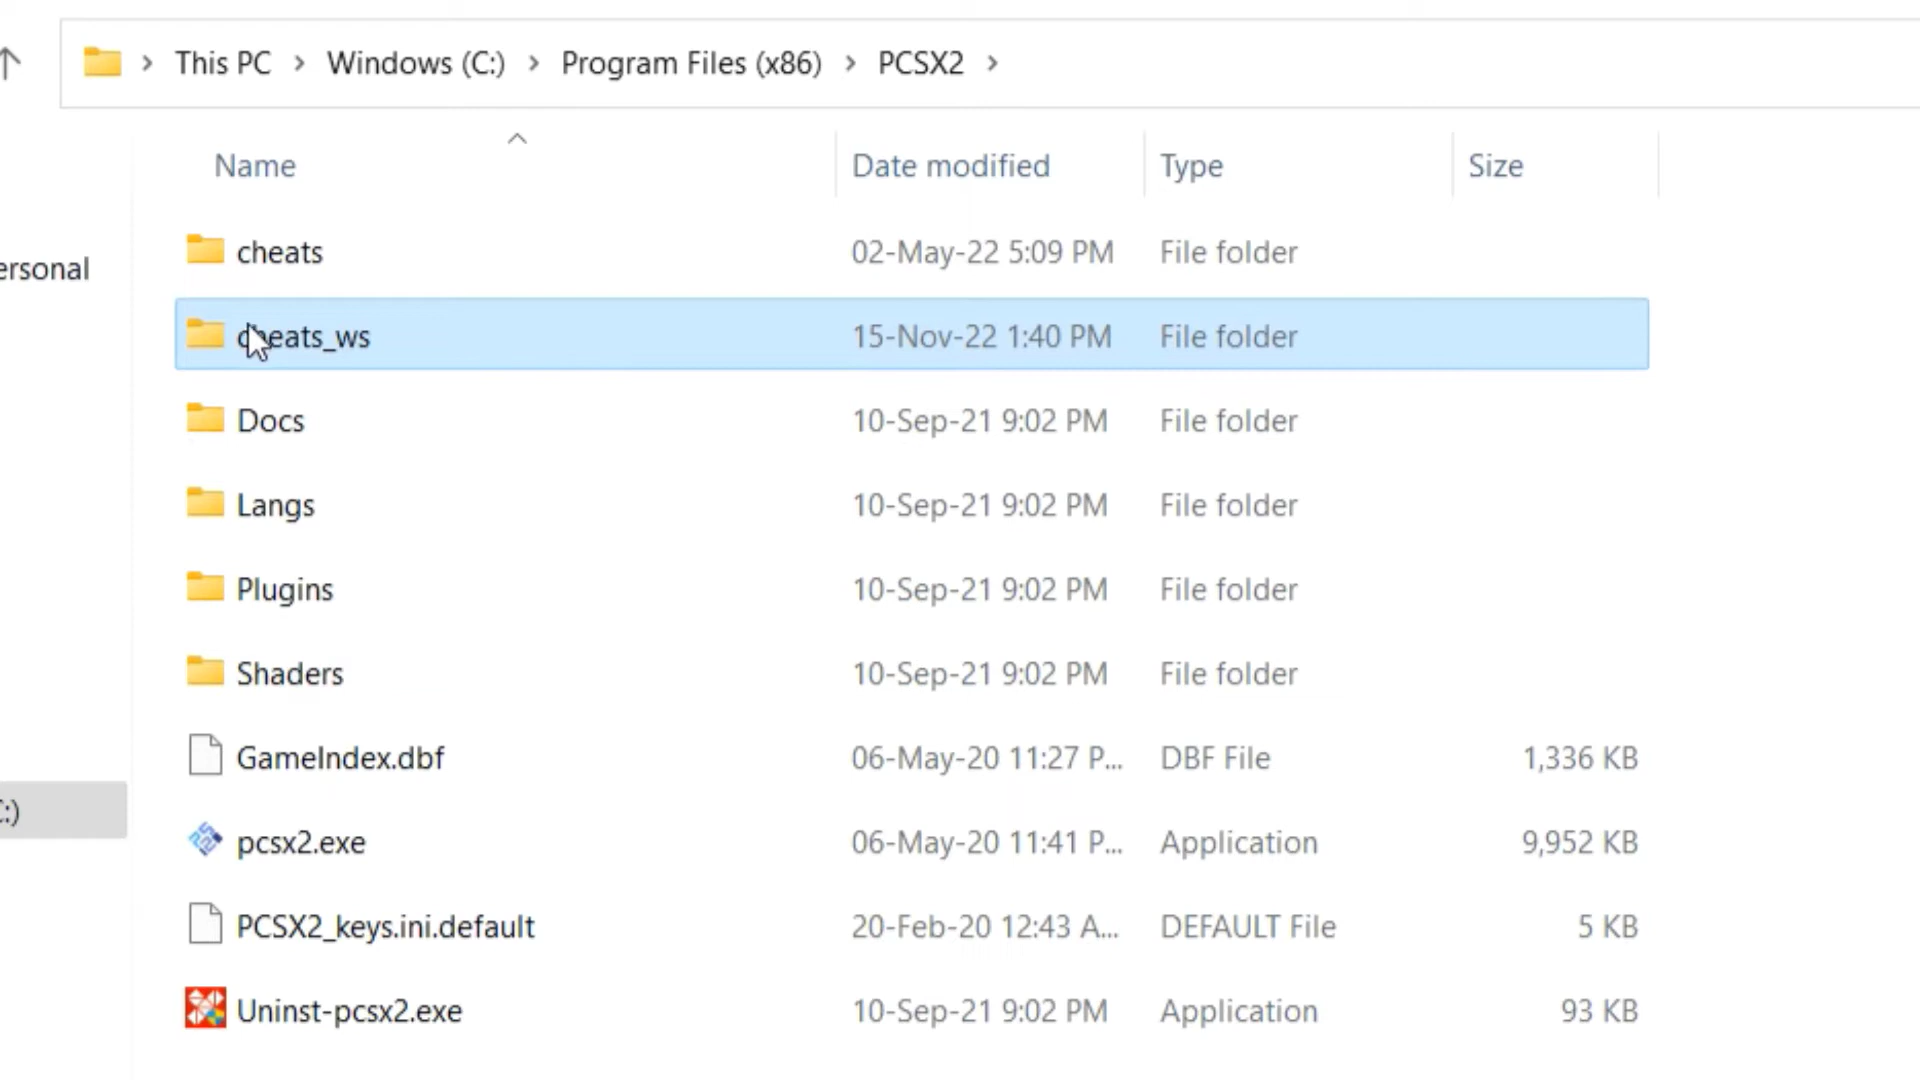 This PC > Windows (C:) > Program Files (x86) > PCSX2 >
Name Date modified Type Size
cheats 02-May-22 5:09 PM File folder
ersonal
cheats_ws 15-Nov-22 1:40 PM File folder
Docs 10-Sep-21 9:02 PM File folder
Langs 10-Sep-21 9:02 PM File folder
Plugins 10-Sep-21 9:02 PM File folder
Shaders 10-Sep-21 9:02 PM File folder
GameIndex.dbf 06-May-20 11:27 P... DBF File 1,336 KB
:)
pcsx2.exe 06-May-20 11:41 P... Application 9,952 KB
PCSX2_keys.ini.default 20-Feb-20 12:43 A... DEFAULT File 5 KB
Uninst-pcsx2.exe 10-Sep-21 9:02 PM Application 93 KB